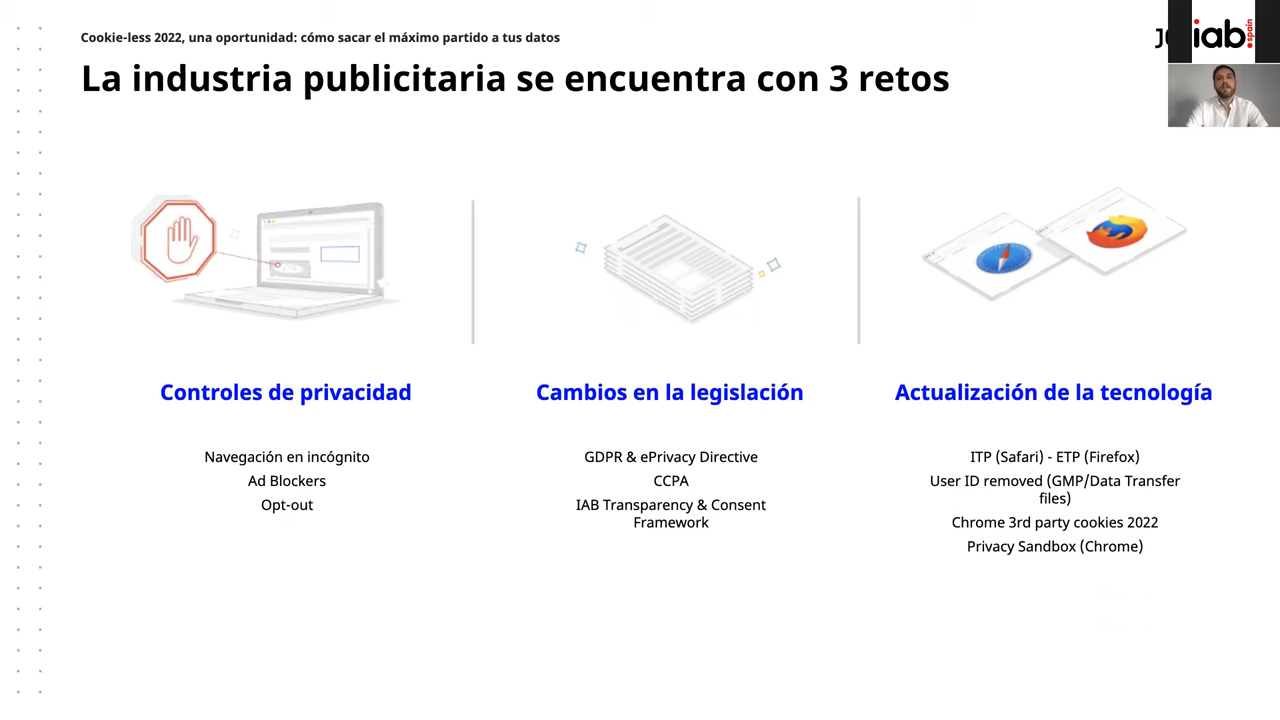 Cookie-less 2022, una oportunidad: cómo sacar el máximo partido a tus datos
iab
spain
La industria publicitaria se encuentra con 3 retos
Controles de privacidad
Navegación en incógnito
Ad Blockers
Opt-out
Cambios en la legislación
GDPR & ePrivacy Directive
CCPA
IAB Transparency & Consent
Framework
Actualización de la tecnología
ITP (Safari) - ETP (Firefox)
User ID removed (GMP/Data Transfer
files)
Chrome 3rd party cookies 2022
Privacy Sandbox (Chrome)